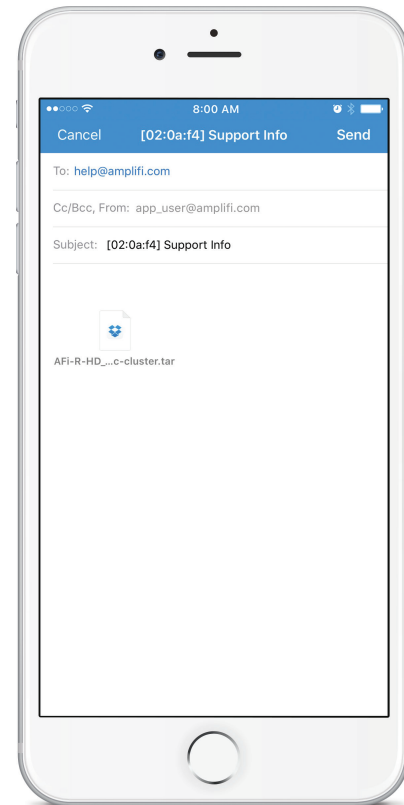 8:00 AM
Cancel [02:0a:f4] Support Info Send
To: help@amplifi.com
Cc/Bcc, From: app_user@amplifi.com
Subject: [02:0a:f4] Support Info
AFi-R-HD_...c-cluster.tar